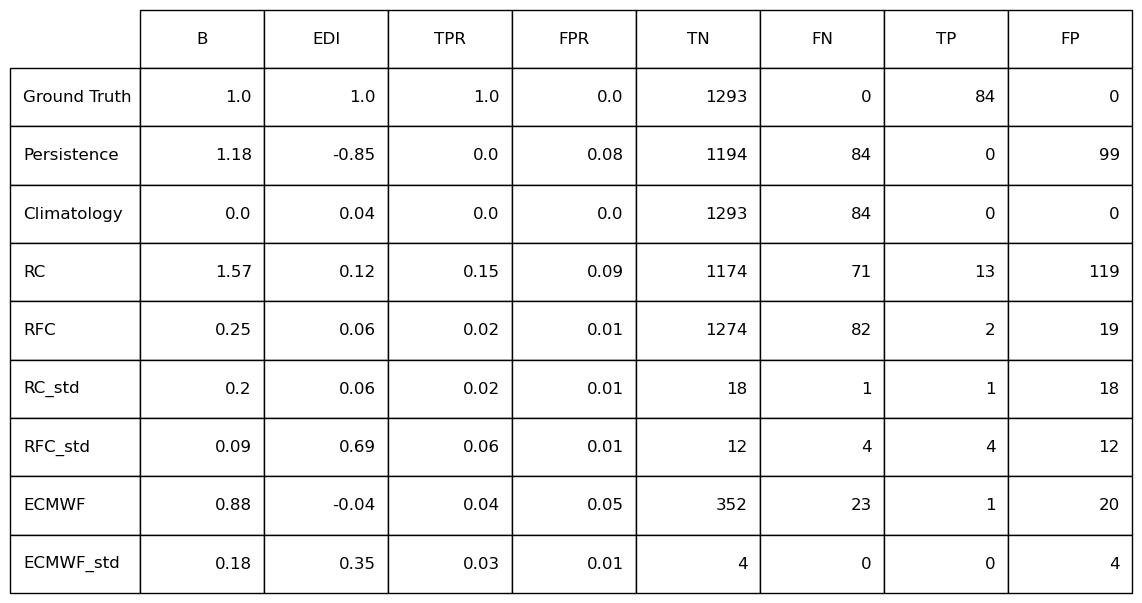 B EDI TPR FPR TN FN TP FP
Ground Truth 1.0 1.0 1.0 0.0 1293 0 84 0
Persistence 1.18 -0.85 0.0 0.08 1194 84 0 99
Climatology 0.0 0.04 0.0 0.0 1293 84 0 0
RC 1.57 0.12 0.15 0.09 1174 71 13 119
RFC 0.25 0.06 0.02 0.01 1274 82 2 19
RC_std 0.2 0.06 0.02 0.01 18 1 1 18
RFC_std 0.09 0.69 0.06 0.01 12 4 4 12
ECMWF 0.88 -0.04 0.04 0.05 352 23 1 20
ECMWF_std 0.18 0.35 0.03 0.01 4 0 0 4